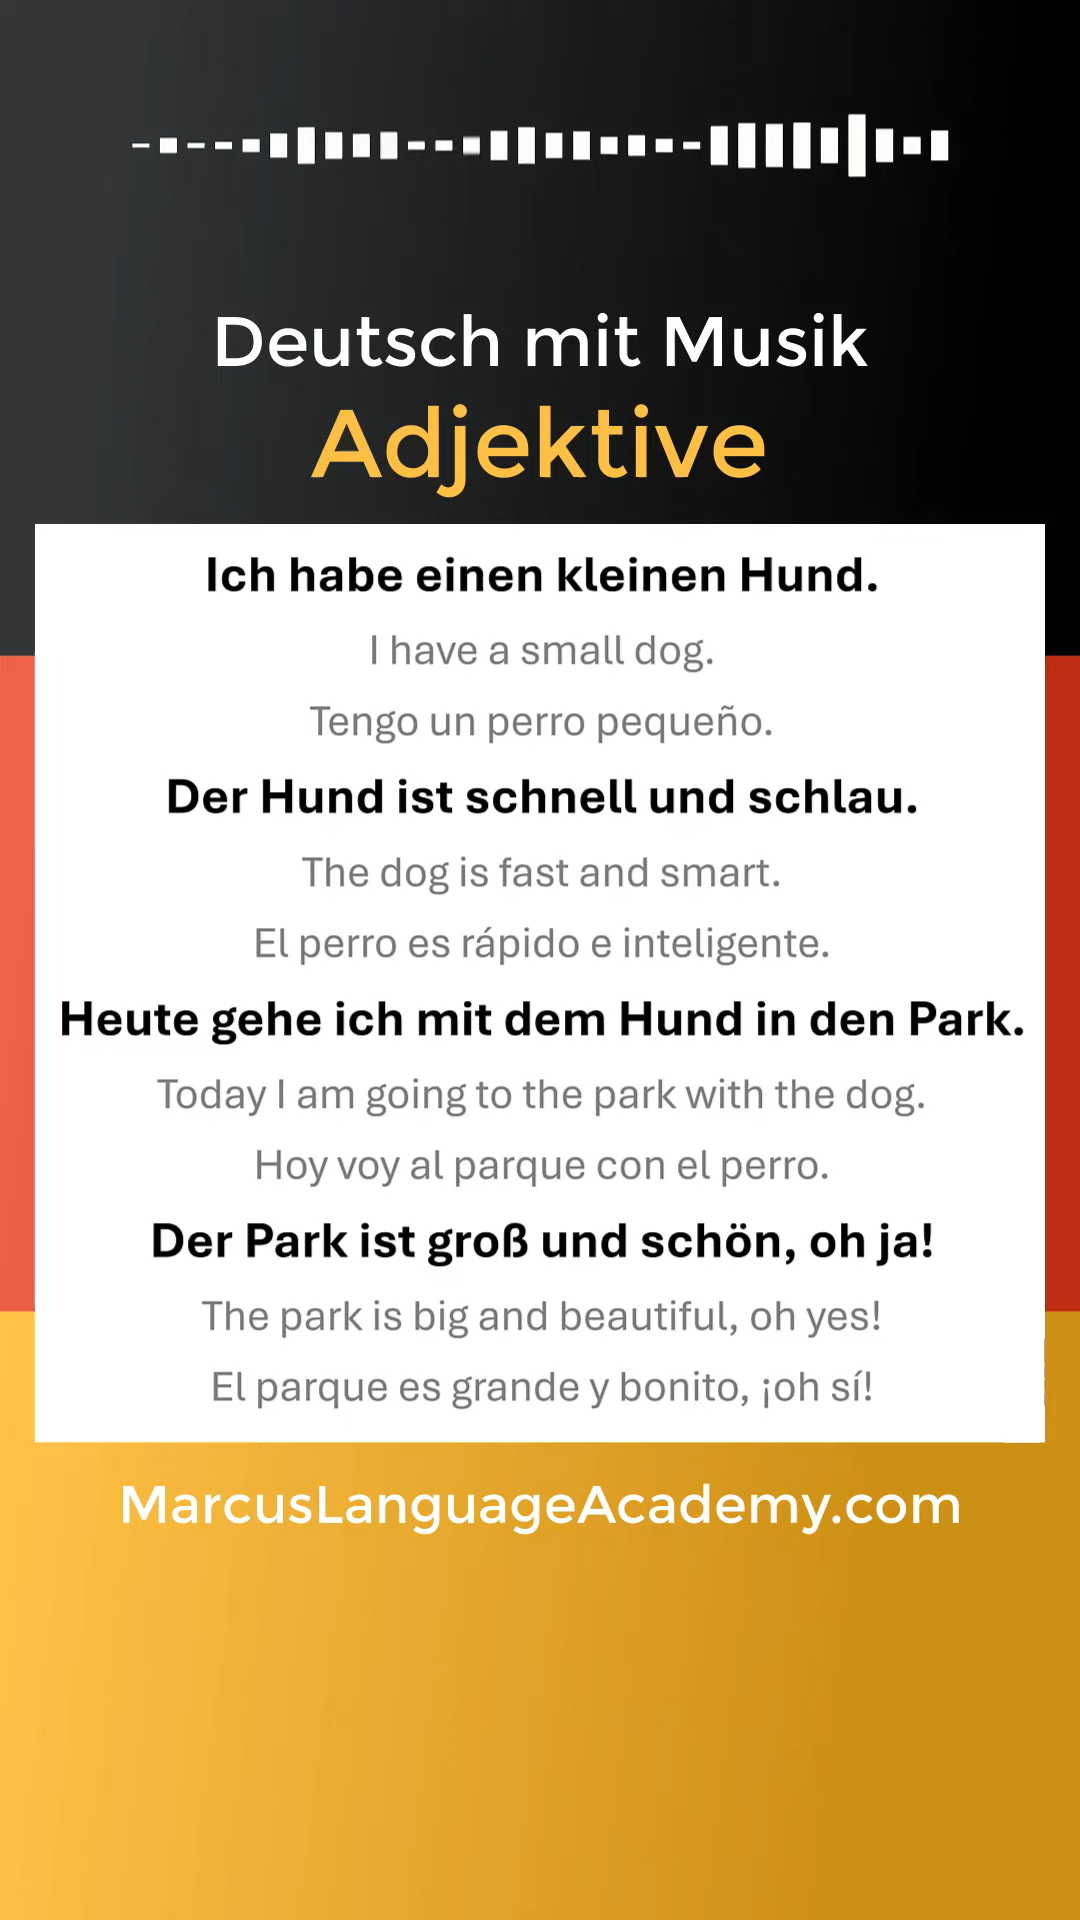 Deutsch mit Musik
Adjektive
Ich habe einen kleinen Hund.
I have a small dog.
Tengo un perro pequeño.
Der Hund ist schnell und schlau.
The dog is fast and smart.
El perro es rápido e inteligente.
Heute gehe ich mit dem Hund in den Park.
Today I am going to the park with the dog.
Hoy voy al parque con el perro.
Der Park ist groß und schön, oh ja!
The park is big and beautiful, oh yes!
El parque es grande y bonito, ¡oh sí!
MarcusLanguageAcademy.com